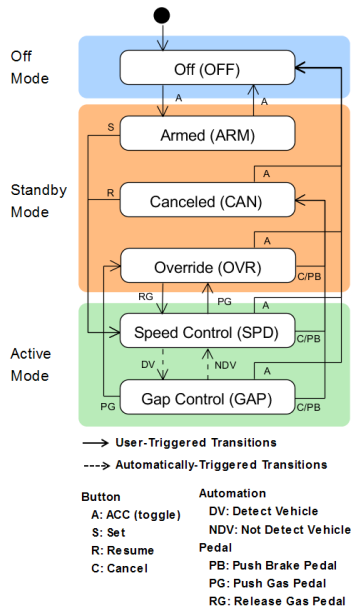 Off
Mode
Off (OFF)
A
A
S
Armed (ARM)
A
Standby
Mode
R
Canceled (CAN)
A
Override (OVR)
C/PB
RG
PG
A
Speed Control (SPD)
C/PB
Active
Mode
DV
NDV
A
PG
Gap Control (GAP)
C/PB
User-Triggered Transitions
Automatically-Triggered Transitions
Button
A: ACC (toggle)
S: Set
R: Resume
C: Cancel
Automation
DV: Detect Vehicle
NDV: Not Detect Vehicle
Pedal
PB: Push Brake Pedal
PG: Push Gas Pedal
RG: Release Gas Pedal